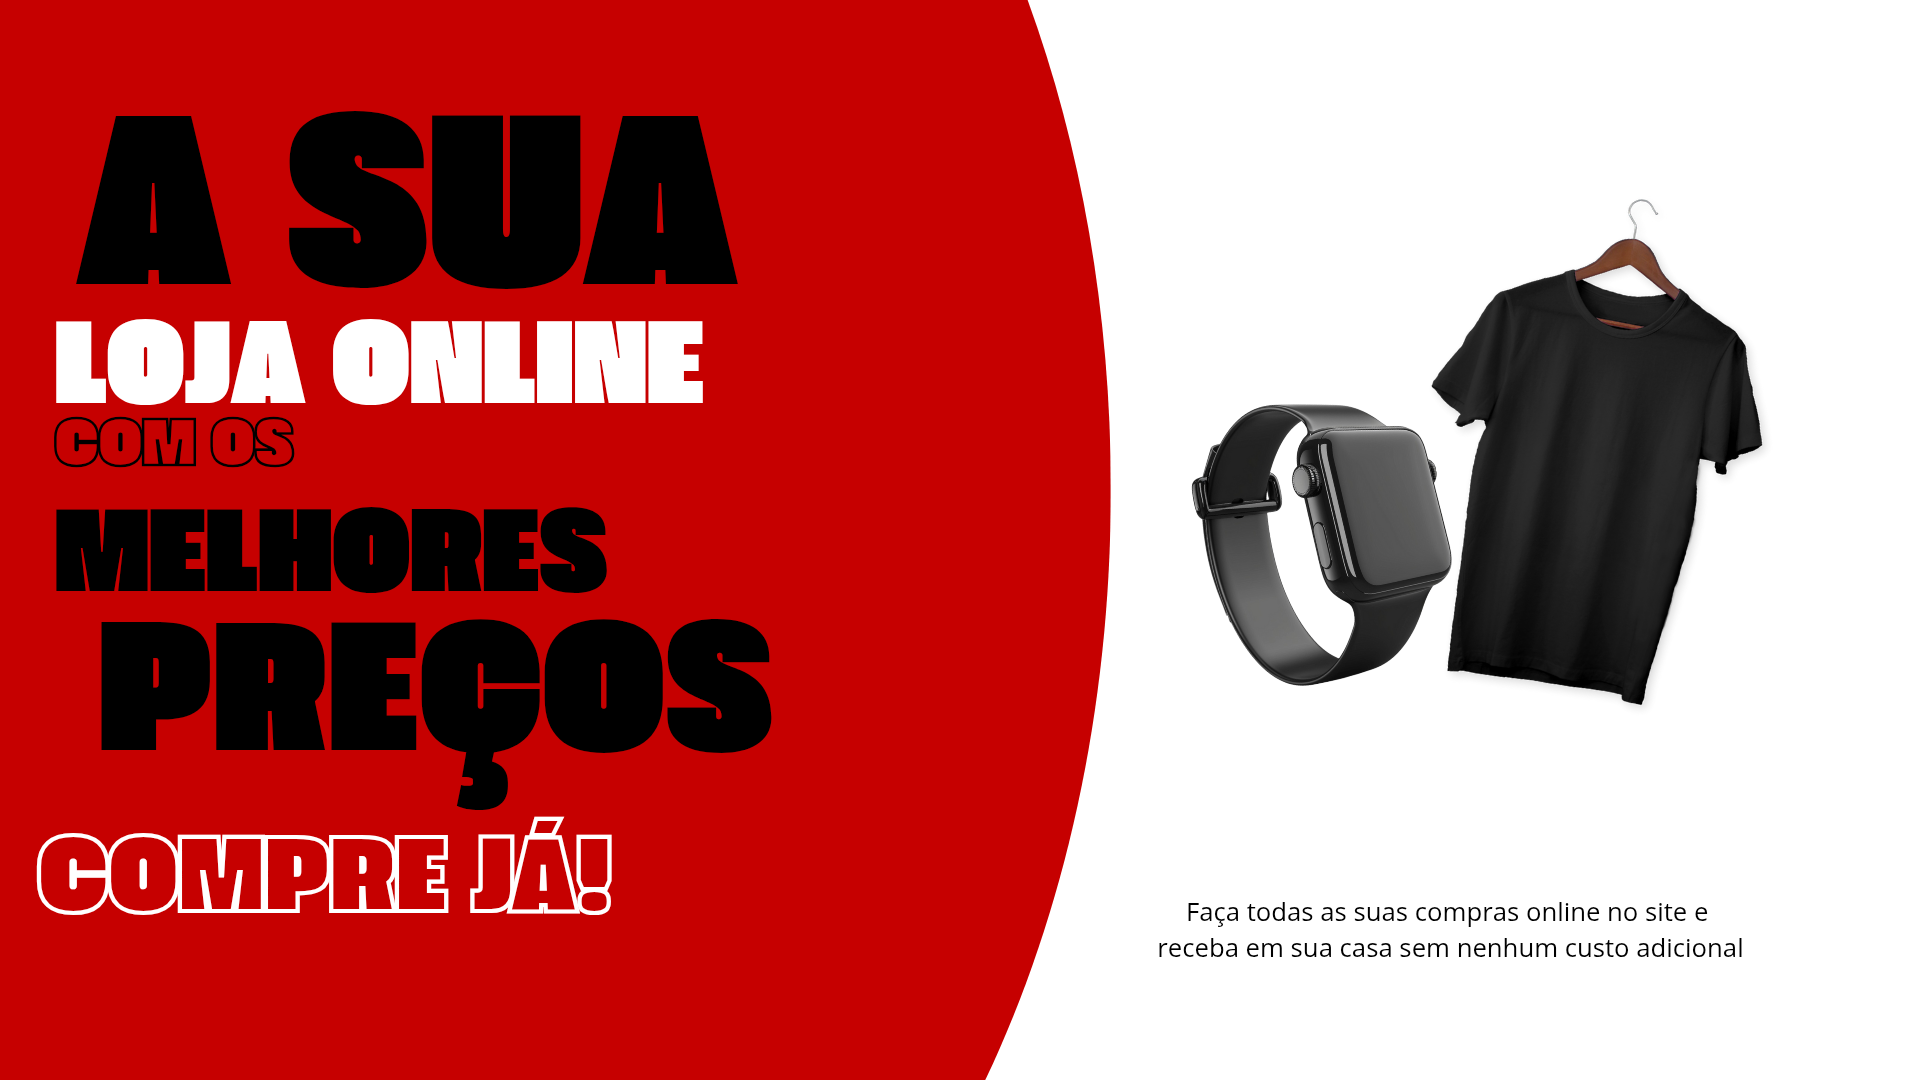 A SUA
LOJA ONLINE
COM OS
MELHORES
PREÇOS
COMPRE JÁ!
Faça todas as suas compras online no site e
receba em sua casa sem nenhum custo adicional